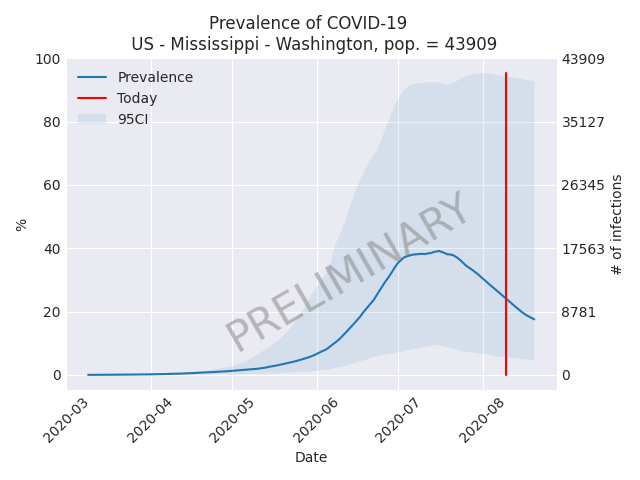 Prevalence of COVID-19
US - Mississippi - Washington, pop. = 43909
100
80
60
40
20
0
%
43909
35127
26345
17563
8781
0
# of infections
Prevalence
Today
95CI
PRELIMINARY
2020-03
2020-04
2020-05
2020-06
2020-07
2020-08
Date